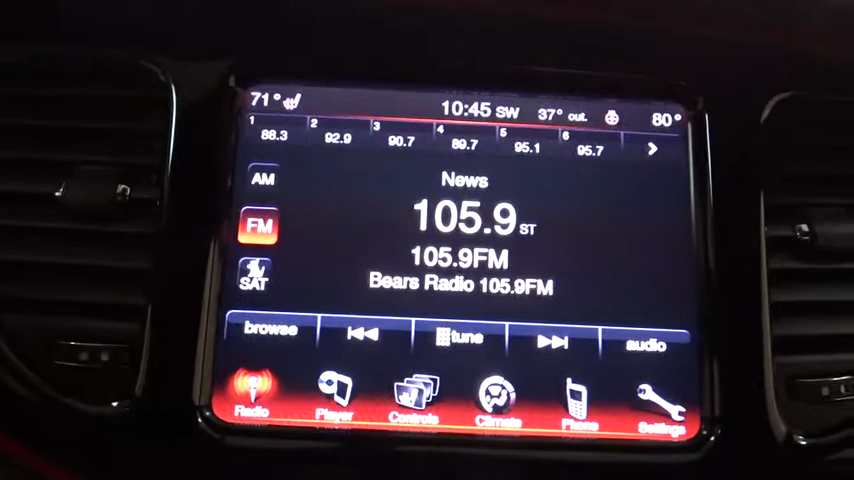 71° 10:45 SW 37° out. 80°
1 88.3 2 92.9 3 90.7 4 89.7 5 95.1 6 95.7
AM
News
FM
105.9 ST
105.9FM
SAT
Bears Radio 105.9FM
browse tune audio
Radio Player Controls Climate Phone Settings